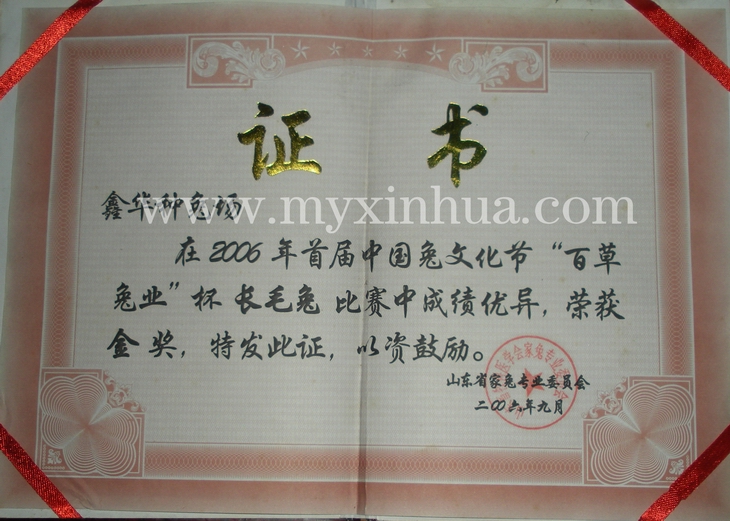 证 书
鑫华种兔场
www.myxinhua.com
在2006年首届中国兔文化节“百草
兔业”杯 长毛兔 比赛中成绩优异，荣获
金奖，特发此证，以资鼓励。
山东省家兔专业委员会
二〇〇六年九月